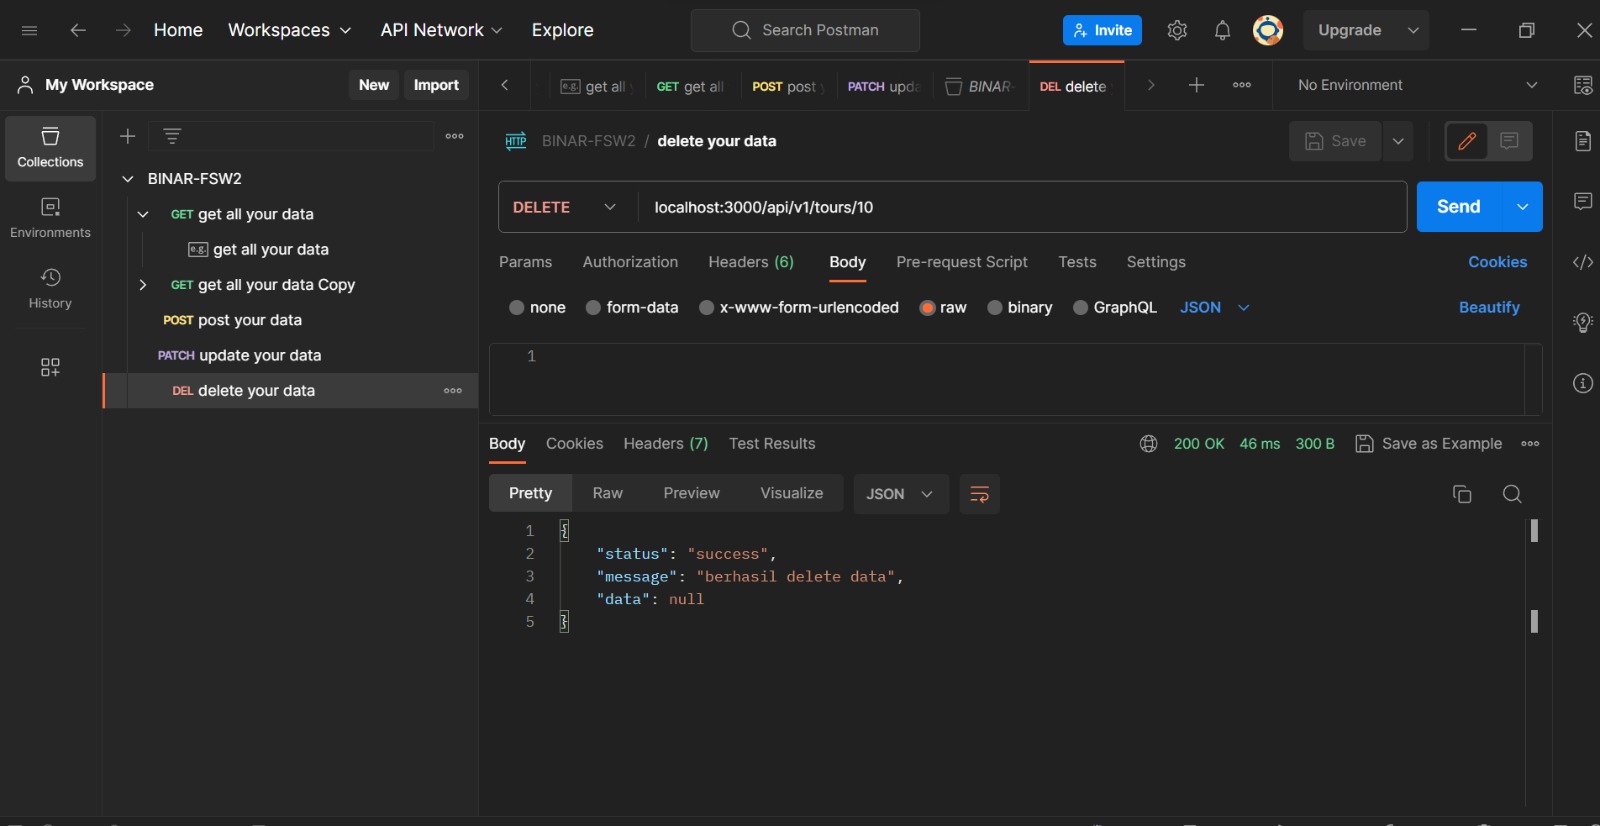 Home Workspaces API Network Explore Search Postman Invite Upgrade
My Workspace New Import
e.g. get all GET get all POST post PATCH upda BINAR- DEL delete No Environment
Collections
Environments
History
BINAR-FSW2
GET get all your data
e.g. get all your data
GET get all your data Copy
POST post your data
PATCH update your data
DEL delete your data
HTTP BINAR-FSW2 / delete your data Save
DELETE localhost:3000/api/v1/tours/10 Send
Params Authorization Headers (6) Body Pre-request Script Tests Settings Cookies
none form-data x-www-form-urlencoded raw binary GraphQL JSON Beautify
1
Body Cookies Headers (7) Test Results 200 OK 46 ms 300 B Save as Example
Pretty Raw Preview Visualize JSON
1 {
2 "status": "success",
3 "message": "berhasil delete data",
4 "data": null
5 }